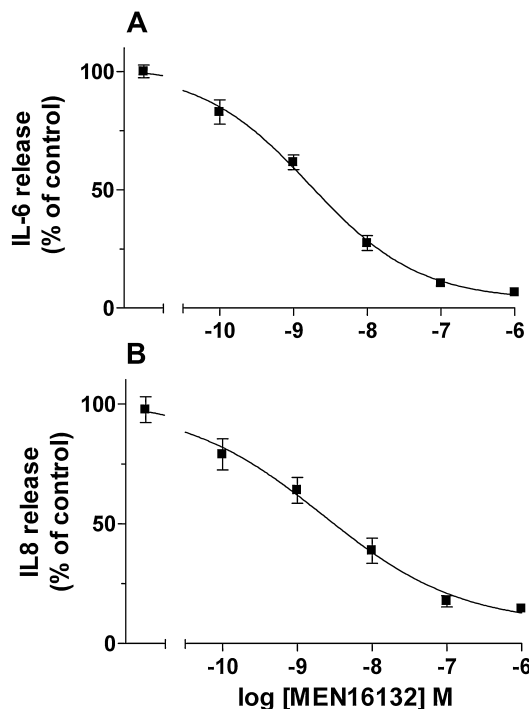 A
IL-6 release
(% of control)
100
50
0
-10 -9 -8 -7 -6
B
IL8 release
(% of control)
100
50
0
-10 -9 -8 -7 -6
log [MEN16132] M